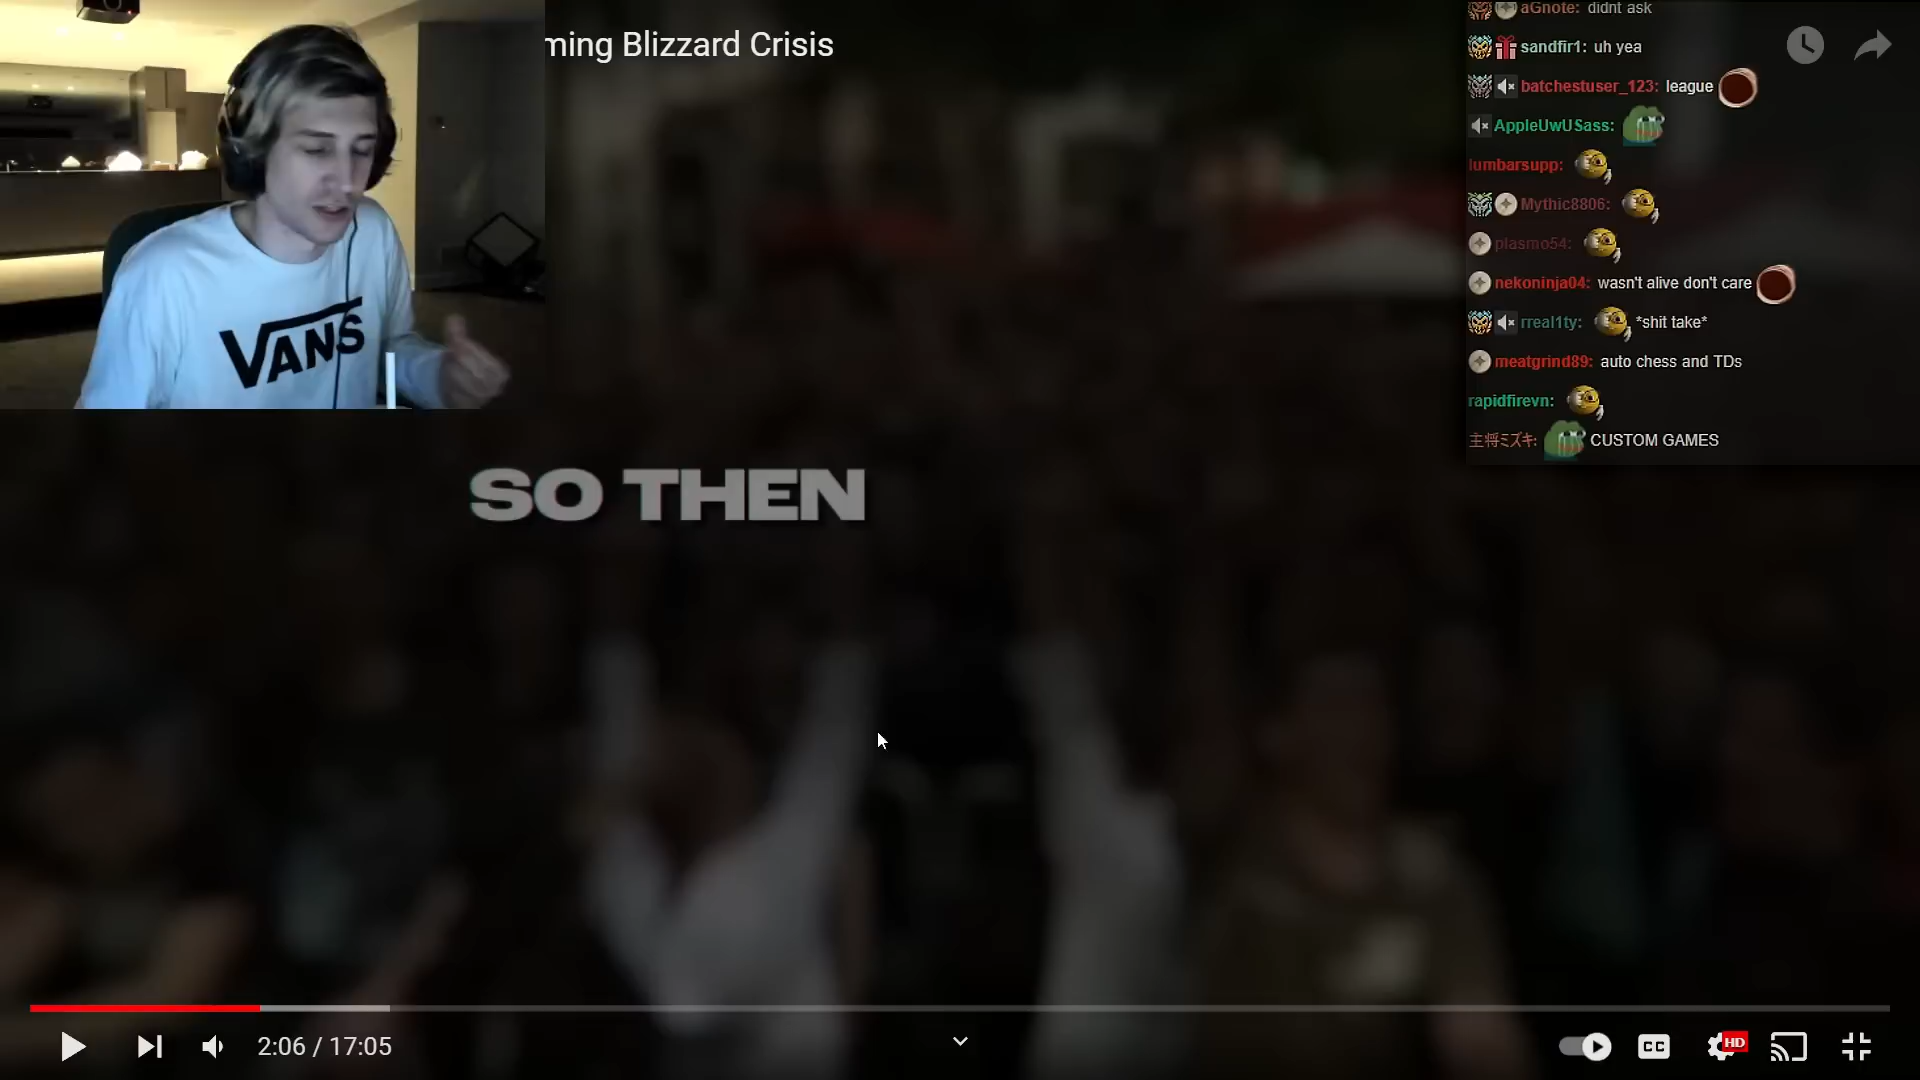 ming Blizzard Crisis
VANS
aGnote: didnt ask
sandfir1: uh yea
batchestuser_123: league
AppleUwUSass:
lumbarsupp:
Mythic8806:
plasmo54:
nekoninja04: wasn't alive don't care
rreal1ty: *shit take*
meatgrind89: auto chess and TDs
rapidfirevn:
主将ミズキ: CUSTOM GAMES
SO THEN
2:06 / 17:05
CC
HD